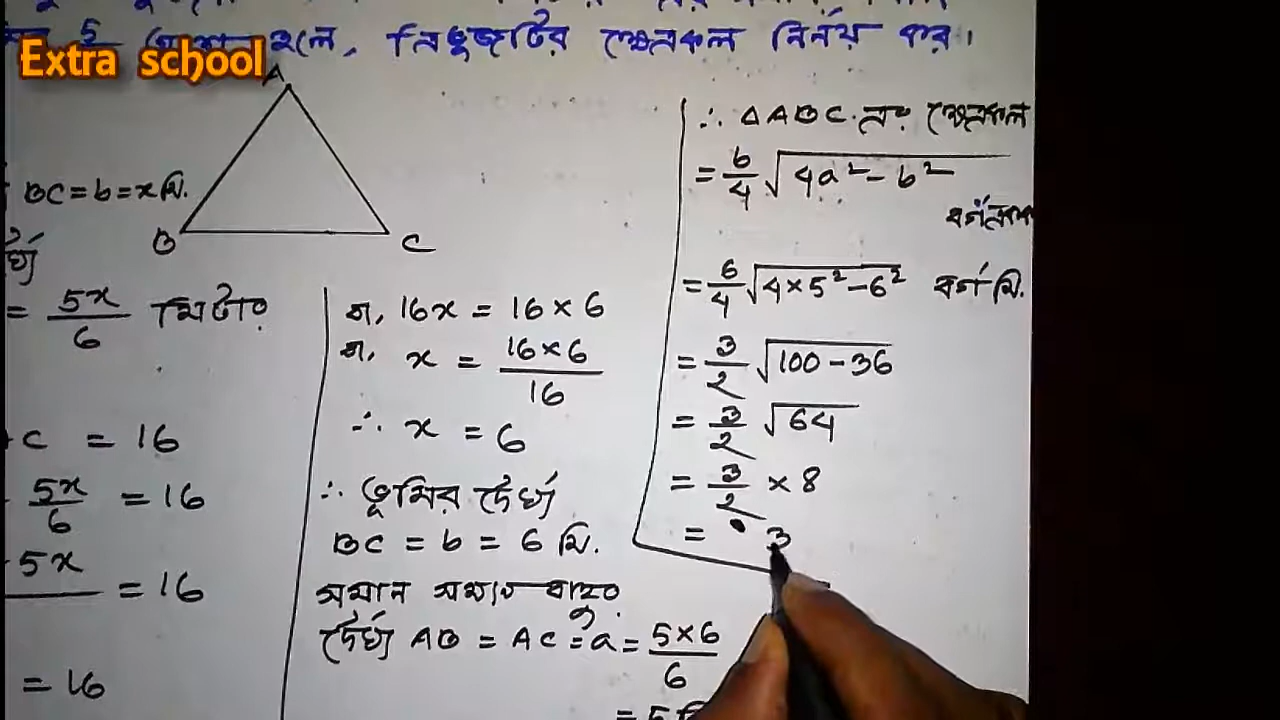 5 হলে, ত্রিভুজটির ক্ষেত্রফল নির্ণয় কর।
Extra school
A
B
C
BC = b = x মি.
= 5x/6 মিটার
C = 16
5x/6 = 16
5x = 16
= 16
বা, 16x = 16 × 6
বা, x = 16 × 6 / 16
∴ x = 6
∴ ভূমির দৈর্ঘ্য
BC = b = 6 মি.
সমান সমান বাহুর
দৈর্ঘ্য AB = AC = a = 5 × 6 / 6
= 5 মি
∴ ΔABC এর ক্ষেত্রফল
= b/4 √4a² - b²
বর্গএকক
= 6/4 √4 × 5² - 6² বর্গ মি.
= 3/2 √100 - 36
= 3/2 √64
= 3/2 × 8
= 3